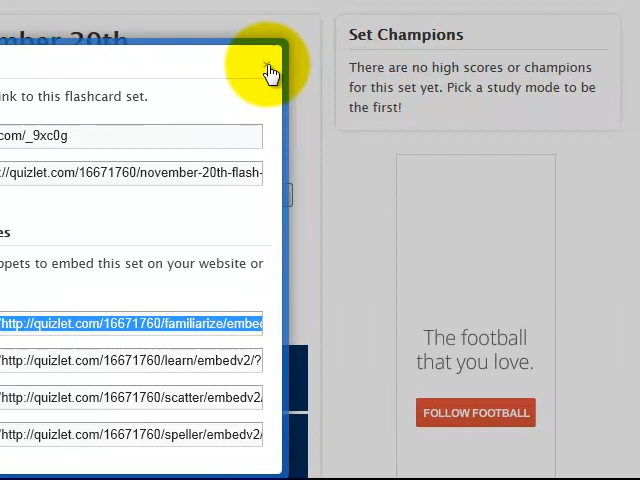 mber 20th
ink to this flashcard set.
com/_9xc0g
://quizlet.com/16671760/november-20th-flash-
es
ppets to embed this set on your website or
/http://quizlet.com/16671760/familiarize/embed
/http://quizlet.com/16671760/learn/embedv2/?
/http://quizlet.com/16671760/scatter/embedv2/
/http://quizlet.com/16671760/speller/embedv2/
Set Champions
There are no high scores or champions
for this set yet. Pick a study mode to be
the first!
The football
that you love.
FOLLOW FOOTBALL